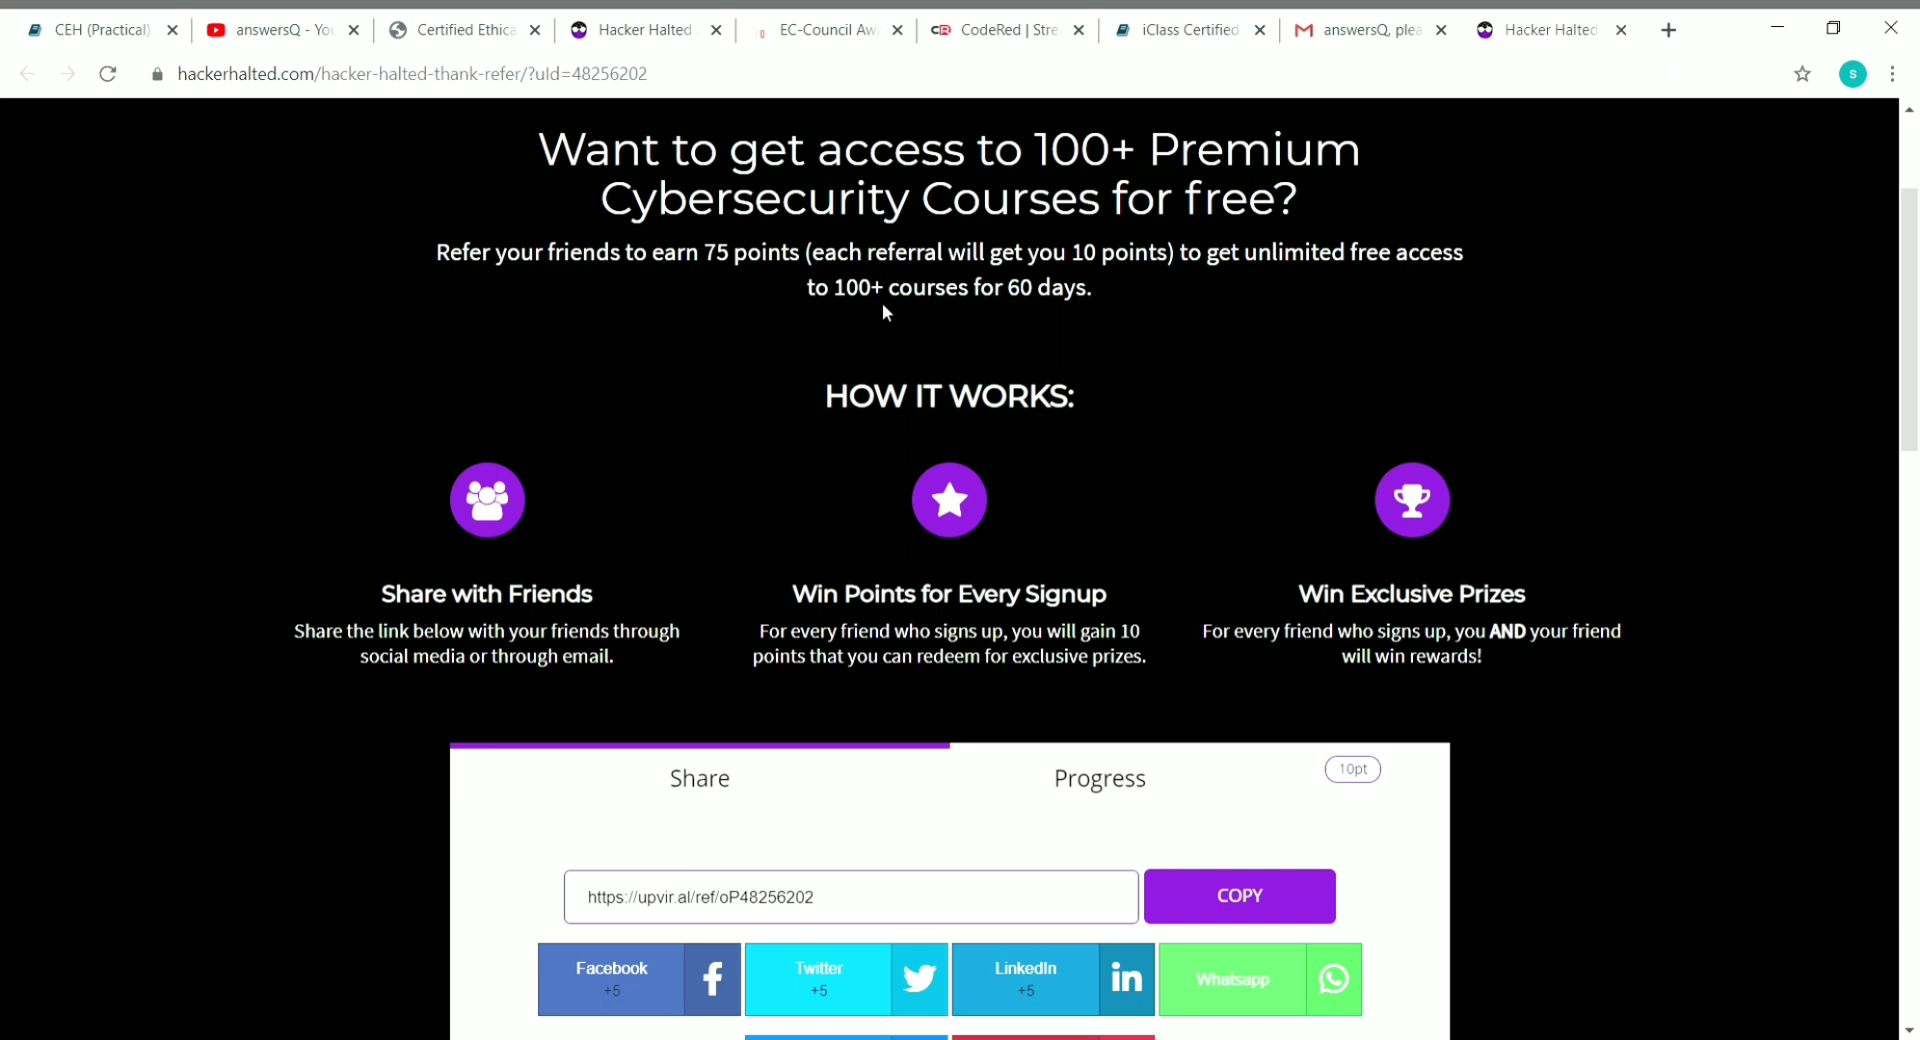 CEH (Practical)
answersQ - You
Certified Ethica
Hacker Halted
EC-Council Aw
CodeRed | Stre
iClass Certified
answersQ, plea
Hacker Halted
hackerhalted.com/hacker-halted-thank-refer/?uId=48256202
S
Want to get access to 100+ Premium
Cybersecurity Courses for free?
Refer your friends to earn 75 points (each referral will get you 10 points) to get unlimited free access
to 100+ courses for 60 days.
HOW IT WORKS:
Share with Friends
Share the link below with your friends through
social media or through email.
Win Points for Every Signup
For every friend who signs up, you will gain 10
points that you can redeem for exclusive prizes.
Win Exclusive Prizes
For every friend who signs up, you AND your friend
will win rewards!
Share
Progress
10pt
https://upvir.al/ref/oP48256202
COPY
Facebook
+5
Twitter
+5
LinkedIn
+5
Whatsapp